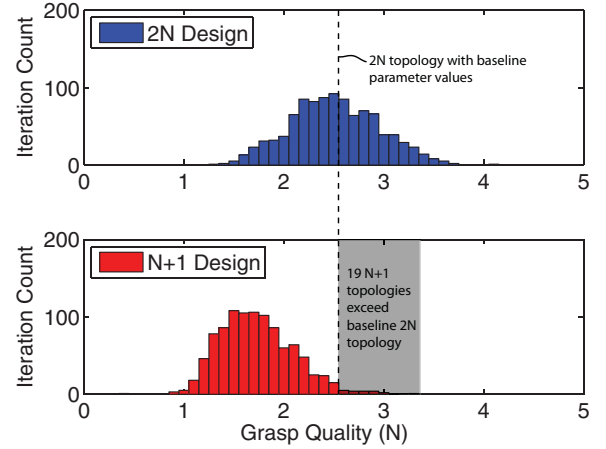 200
2N Design
Iteration Count
2N topology with baseline
parameter values
100
0
0 1 2 3 4 5
200
N+1 Design
Iteration Count
19 N+1
topologies
exceed
baseline 2N
topology
100
0
0 1 2 3 4 5
Grasp Quality (N)